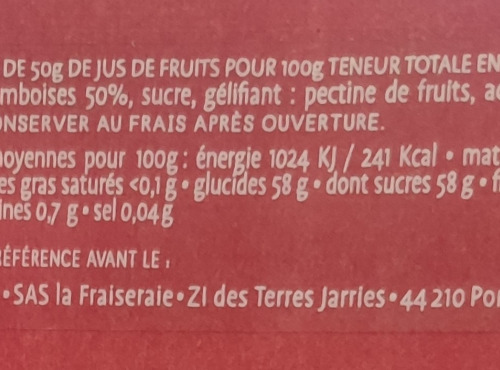 DE 50g DE JUS DE FRUITS POUR 100g TENEUR TOTALE EN
mboises 50%, sucre, gélifiant : pectine de fruits, ac
ONSERVER AU FRAIS APRÈS OUVERTURE.
oyennes pour 100g : énergie 1024 KJ / 241 Kcal • mat
es gras saturés <0,1 g • glucides 58 g • dont sucres 58 g • f
ines 0,7 g • sel 0,04g
RÉFÉRENCE AVANT LE :
• SAS la Fraiseraie • ZI des Terres Jarries • 44 210 Por